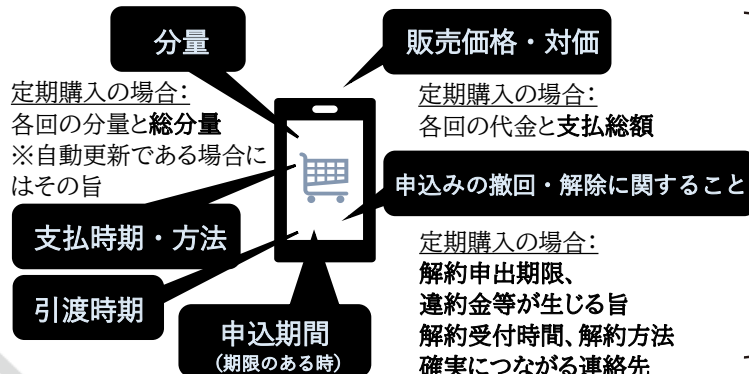 分量
定期購入の場合：
各回の分量と総分量
※自動更新である場合に
はその旨
販売価格・対価
定期購入の場合：
各回の代金と支払総額
支払時期・方法
申込みの撤回・解除に関すること
定期購入の場合：
解約申出期限、
違約金等が生じる旨
解約受付時間、解約方法
確実につながる連絡先
引渡時期
申込期間
（期限のある時）